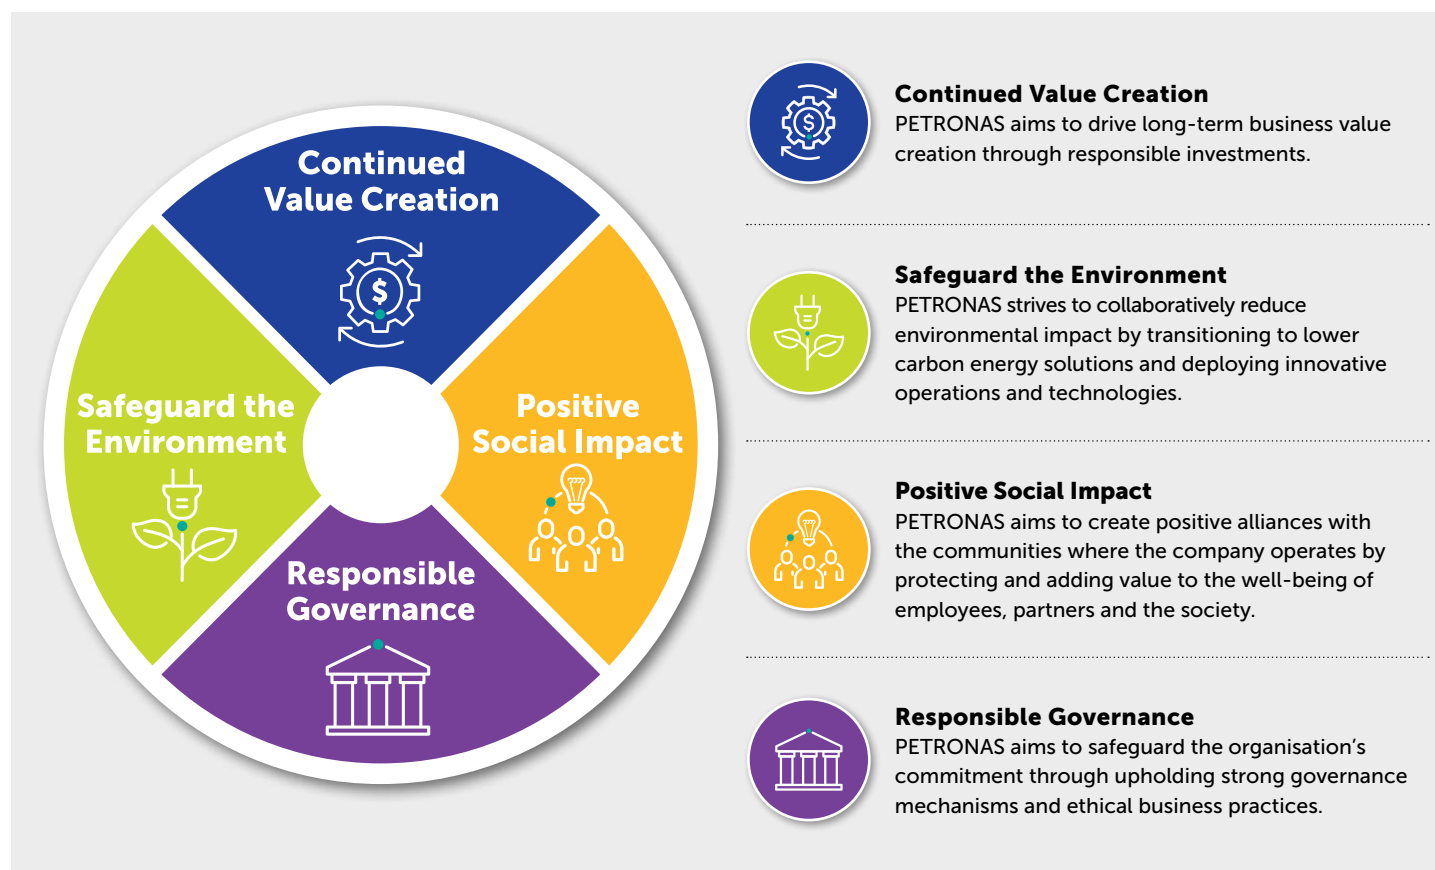 Continued
Value Creation
Safeguard the
Environment
Positive
Social Impact
Responsible
Governance
$
Continued Value Creation
PETRONAS aims to drive long-term business value
creation through responsible investments.
$
Safeguard the Environment
PETRONAS strives to collaboratively reduce
environmental impact by transitioning to lower
carbon energy solutions and deploying innovative
operations and technologies.
Positive Social Impact
PETRONAS aims to create positive alliances with
the communities where the company operates by
protecting and adding value to the well-being of
employees, partners and the society.
Responsible Governance
PETRONAS aims to safeguard the organisation’s
commitment through upholding strong governance
mechanisms and ethical business practices.